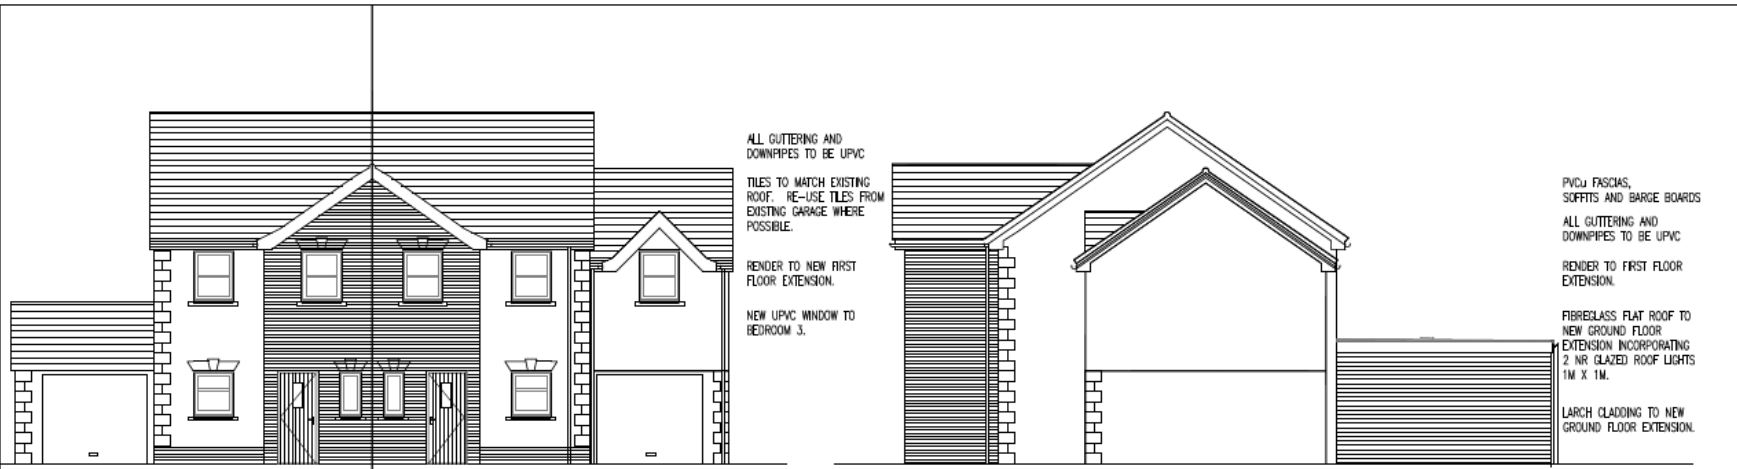 ALL GUTTERING AND
DOWNPIPES TO BE UPVC
TILES TO MATCH EXISTING
ROOF. RE-USE TILES FROM
EXISTING GARAGE WHERE
POSSIBLE.
RENDER TO NEW FIRST
FLOOR EXTENSION.
NEW UPVC WINDOW TO
BEDROOM 3.
PVCu FASCIAS,
SOFFITS AND BARGE BOARDS
ALL GUTTERING AND
DOWNPIPES TO BE UPVC
RENDER TO FIRST FLOOR
EXTENSION.
FIBREGLASS FLAT ROOF TO
NEW GROUND FLOOR
EXTENSION INCORPORATING
2 NR GLAZED ROOF LIGHTS
1M X 1M.
LARCH CLADDING TO NEW
GROUND FLOOR EXTENSION.